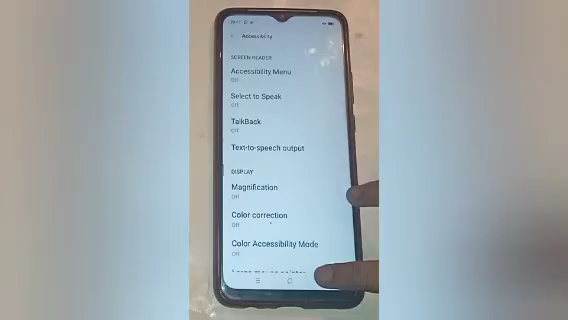 Accessibility
SCREEN READER
Accessibility Menu
Off
Select to Speak
Off
TalkBack
Off
Text-to-speech output
DISPLAY
Magnification
Off
Color correction
Off
Color Accessibility Mode
Off